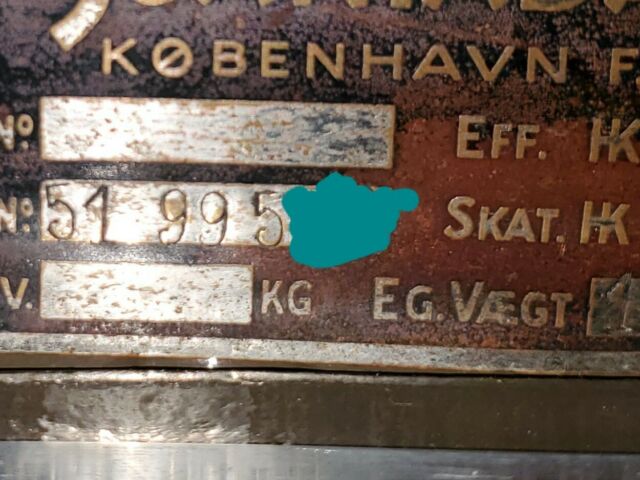 KØBENHAVN F
Nº EFF. HK
Nº 51 995 SKAT. HK
V. KG EG. VÆGT